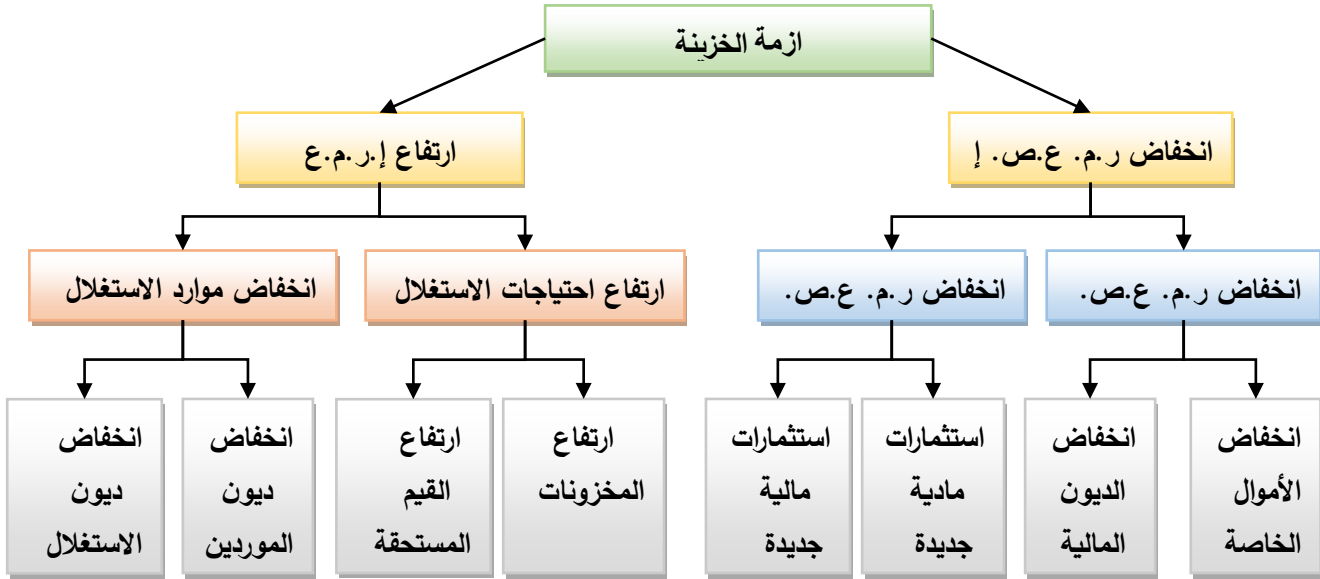 ازمة الخزينة
انخفاض ر.م. ع.ص. إ
ارتفاع إ.ر.م.ع
انخفاض ر.م. ع.ص.
انخفاض ر.م. ع.ص.
ارتفاع احتياجات الاستغلال
انخفاض موارد الاستغلال
انخفاض
الأموال
الخاصة
انخفاض
الديون
المالية
استثمارات
مادية
جديدة
استثمارات
مالية
جديدة
ارتفاع
المخزونات
ارتفاع
القيم
المستحقة
انخفاض
ديون
الموردين
انخفاض
ديون
الاستغلال